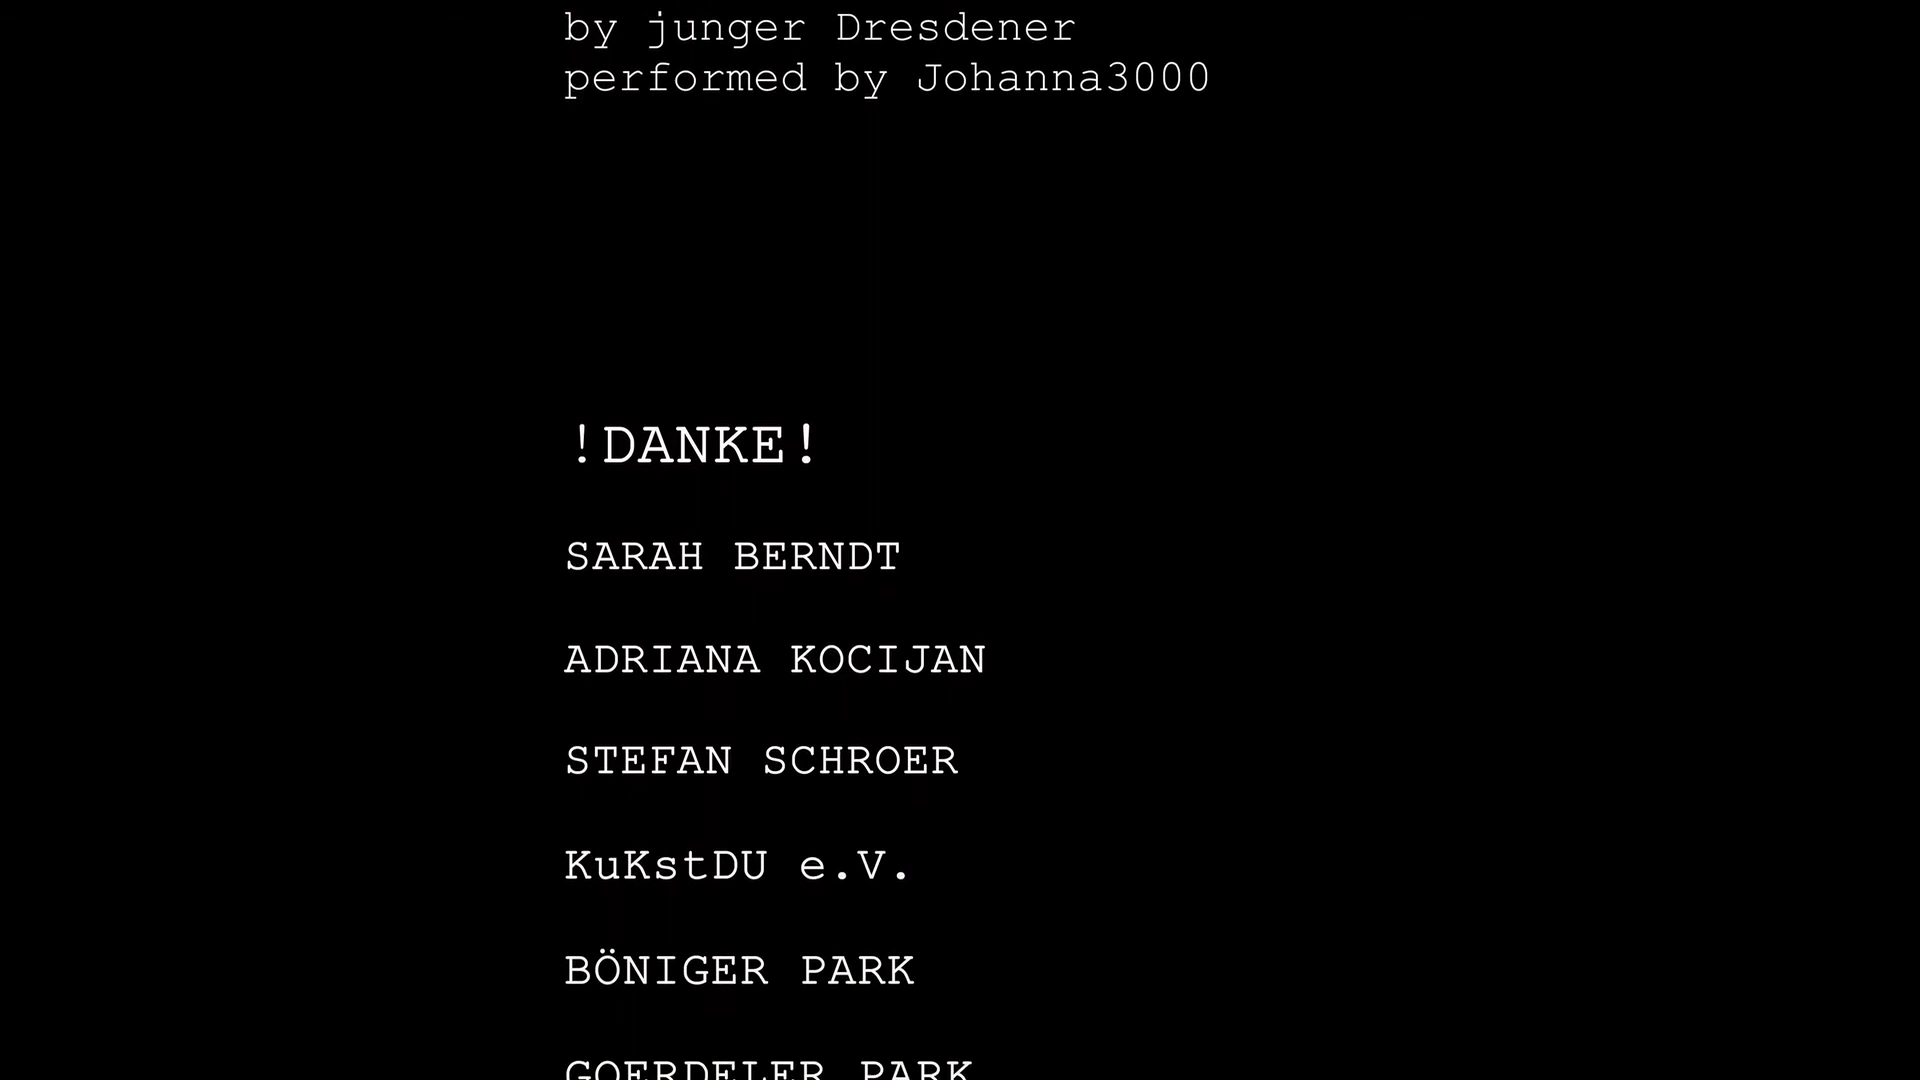 by junger Dresdener
performed by Johanna3000
!DANKE!
SARAH BERNDT
ADRIANA KOCIJAN
STEFAN SCHROER
KuKstDU e.V.
BÖNIGER PARK
GOERDELER PARK